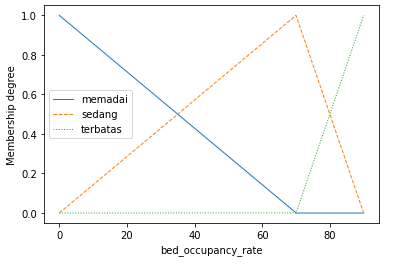 1.0
0.8
0.6
0.4
0.2
0.0
Membership degree
memadai
sedang
terbatas
0 20 40 60 80
bed_occupancy_rate